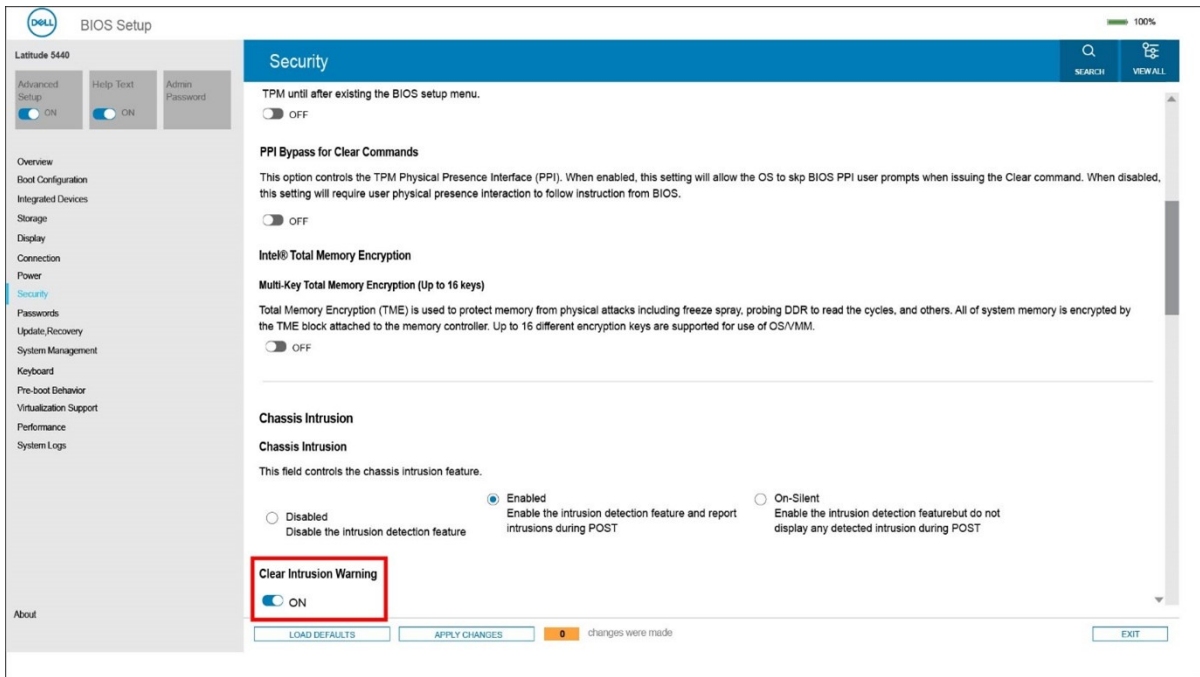 DELL
BIOS Setup
100%
Latitude 5440
Advanced Setup
ON
Help Text
ON
Admin Password
Overview
Boot Configuration
Integrated Devices
Storage
Display
Connection
Power
Security
Passwords
Update,Recovery
System Management
Keyboard
Pre-boot Behavior
Virtualization Support
Performance
System Logs
About
Security
SEARCH
VIEW ALL
TPM until after existing the BIOS setup menu.
OFF
PPI Bypass for Clear Commands
This option controls the TPM Physical Presence Interface (PPI). When enabled, this setting will allow the OS to skp BIOS PPI user prompts when issuing the Clear command. When disabled,
this setting will require user physical presence interaction to follow instruction from BIOS.
OFF
Intel® Total Memory Encryption
Multi-Key Total Memory Encryption (Up to 16 keys)
Total Memory Encryption (TME) is used to protect memory from physical attacks including freeze spray, probing DDR to read the cycles, and others. All of system memory is encrypted by
the TME block attached to the memory controller. Up to 16 different encryption keys are supported for use of OS/VMM.
OFF
Chassis Intrusion
Chassis Intrusion
This field controls the chassis intrusion feature.
Disabled
Disable the intrusion detection feature
Enabled
Enable the intrusion detection feature and report
intrusions during POST
On-Silent
Enable the intrusion detection featurebut do not
display any detected intrusion during POST
Clear Intrusion Warning
ON
LOAD DEFAULTS
APPLY CHANGES
0 changes were made
EXIT